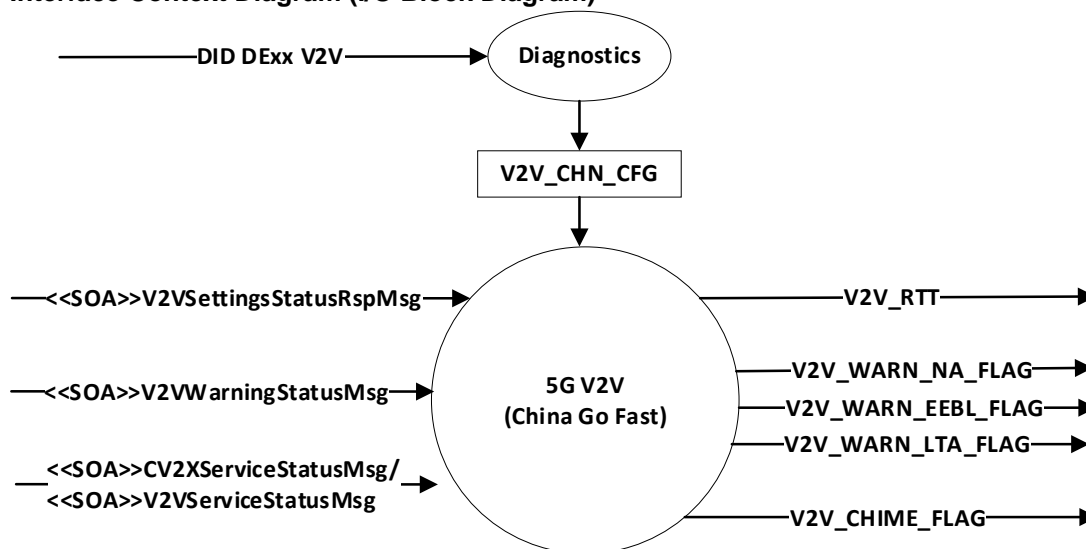 Interface Context Diagram (I/O Block Diagram)
DID DExx V2V
Diagnostics
V2V_CHN_CFG
<<SOA>>V2VSettingsStatusRspMsg
V2V_RTT
<<SOA>>V2VWarningStatusMsg
5G V2V
(China Go Fast)
V2V_WARN_NA_FLAG
V2V_WARN_EEBL_FLAG
V2V_WARN_LTA_FLAG
<<SOA>>CV2XServiceStatusMsg/
<<SOA>>V2VServiceStatusMsg
V2V_CHIME_FLAG